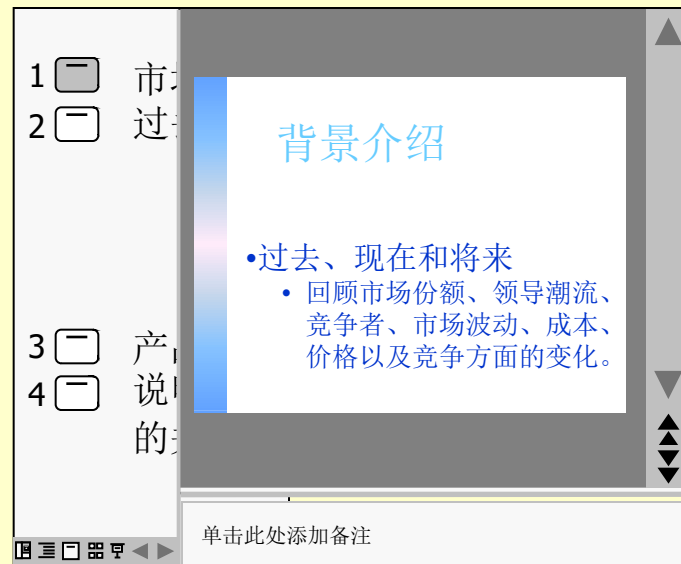 1 市
2 过
3 产
4 说
的
背景介绍
•过去、现在和将来
• 回顾市场份额、领导潮流、
竞争者、市场波动、成本、
价格以及竞争方面的变化。
单击此处添加备注